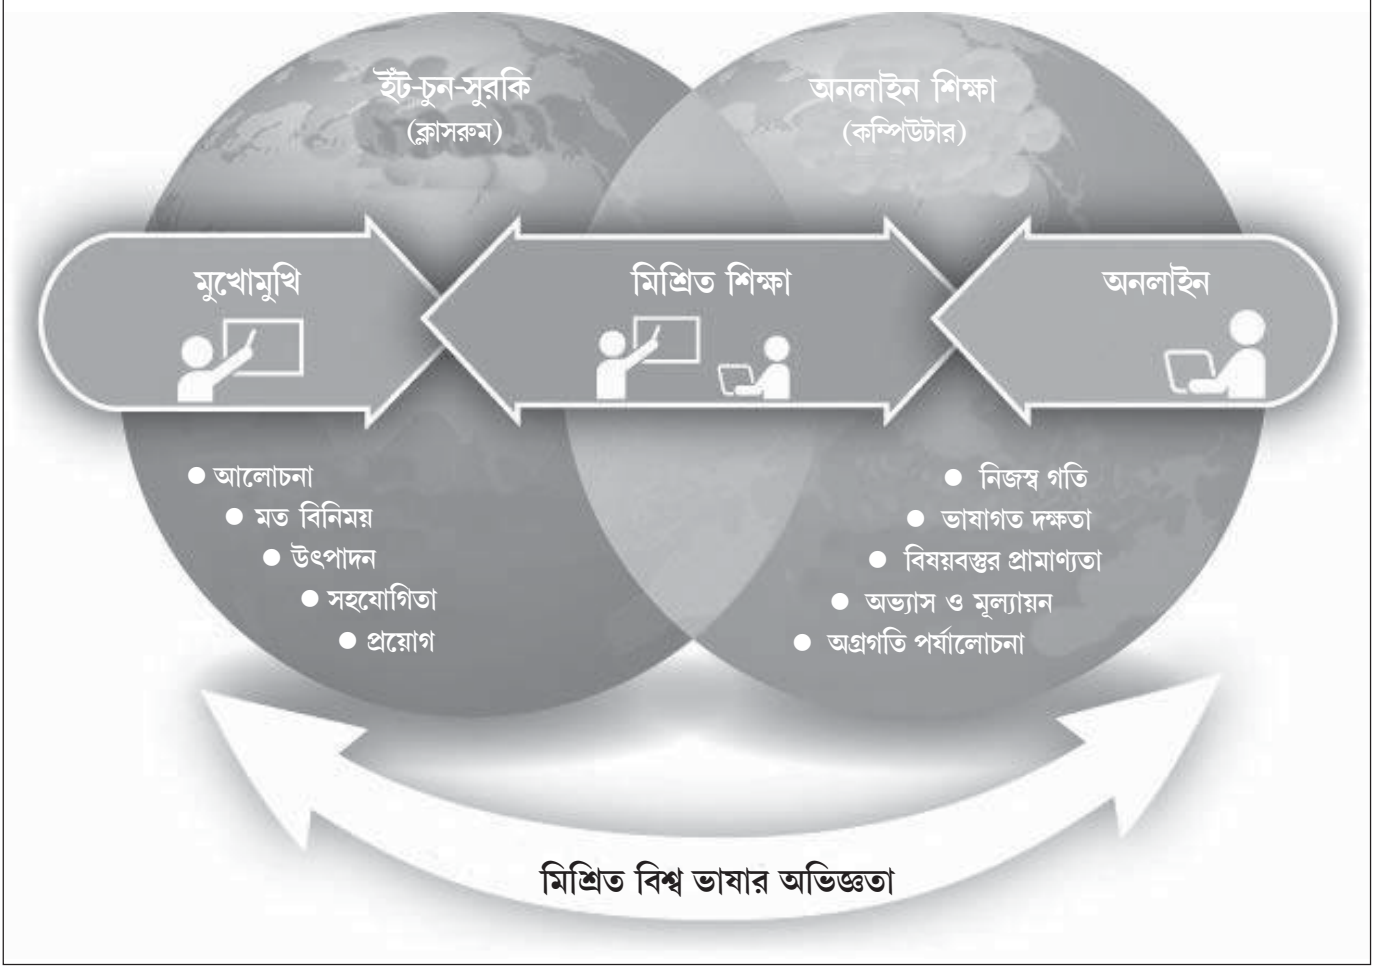 ইঁট-চুন-সুরকি
(ক্লাসরুম)
অনলাইন শিক্ষা
(কম্পিউটার)
মুখোমুখি
মিশ্রিত শিক্ষা
অনলাইন
আলোচনা
মত বিনিময়
উৎপাদন
সহযোগিতা
প্রয়োগ
নিজস্ব গতি
ভাষাগত দক্ষতা
বিষয়বস্তুর প্রামাণ্যতা
অভ্যাস ও মূল্যায়ন
অগ্রগতি পর্যালোচনা
মিশ্রিত বিশ্ব ভাষার অভিজ্ঞতা